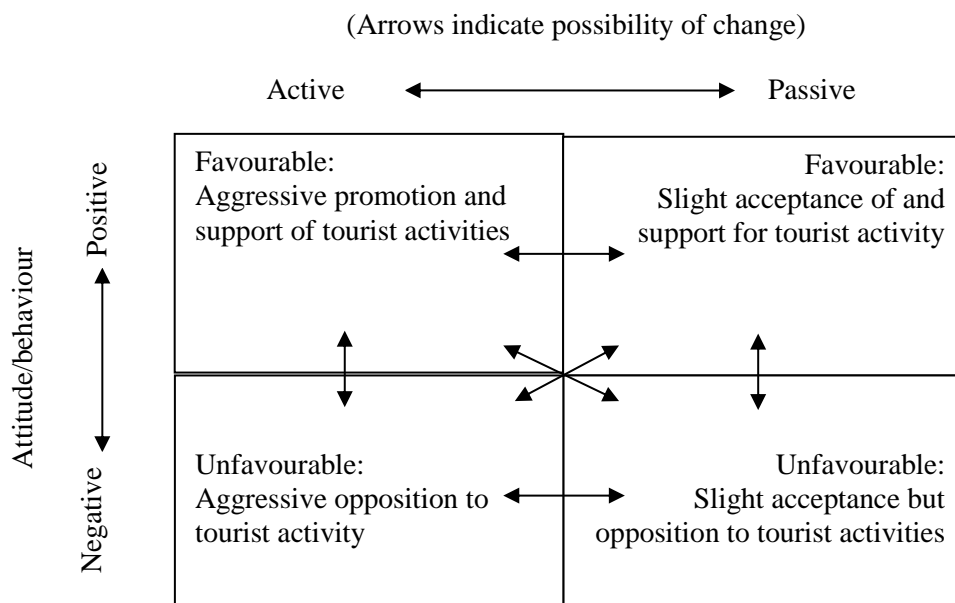 (Arrows indicate possibility of change)
Active
Passive
Attitude/behaviour
Positive
Negative
Favourable:
Aggressive promotion and
support of tourist activities
Favourable:
Slight acceptance of and
support for tourist activity
Unfavourable:
Aggressive opposition to
tourist activity
Unfavourable:
Slight acceptance but
opposition to tourist activities